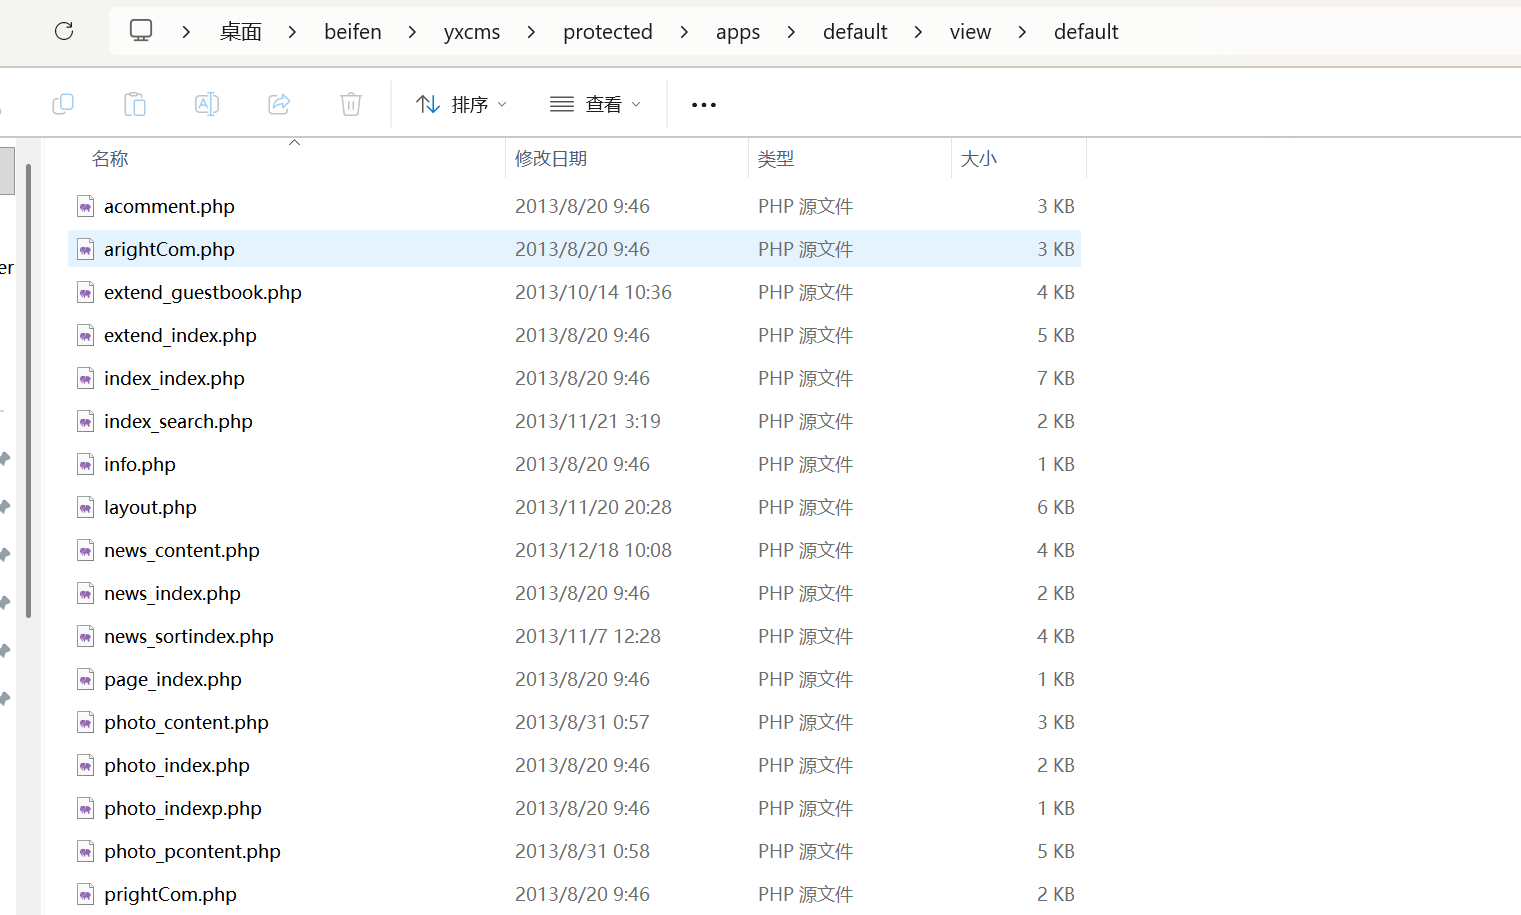 桌面 beifen yxcms protected apps default view default
排序 查看 •••
名称 修改日期 类型 大小
acomment.php 2013/8/20 9:46 PHP 源文件 3 KB
arightCom.php 2013/8/20 9:46 PHP 源文件 3 KB
er
extend_guestbook.php 2013/10/14 10:36 PHP 源文件 4 KB
extend_index.php 2013/8/20 9:46 PHP 源文件 5 KB
index_index.php 2013/8/20 9:46 PHP 源文件 7 KB
index_search.php 2013/11/21 3:19 PHP 源文件 2 KB
info.php 2013/8/20 9:46 PHP 源文件 1 KB
layout.php 2013/11/20 20:28 PHP 源文件 6 KB
news_content.php 2013/12/18 10:08 PHP 源文件 4 KB
news_index.php 2013/8/20 9:46 PHP 源文件 2 KB
news_sortindex.php 2013/11/7 12:28 PHP 源文件 4 KB
page_index.php 2013/8/20 9:46 PHP 源文件 1 KB
photo_content.php 2013/8/31 0:57 PHP 源文件 3 KB
photo_index.php 2013/8/20 9:46 PHP 源文件 2 KB
photo_indexp.php 2013/8/20 9:46 PHP 源文件 1 KB
photo_pcontent.php 2013/8/31 0:58 PHP 源文件 5 KB
prightCom.php 2013/8/20 9:46 PHP 源文件 2 KB